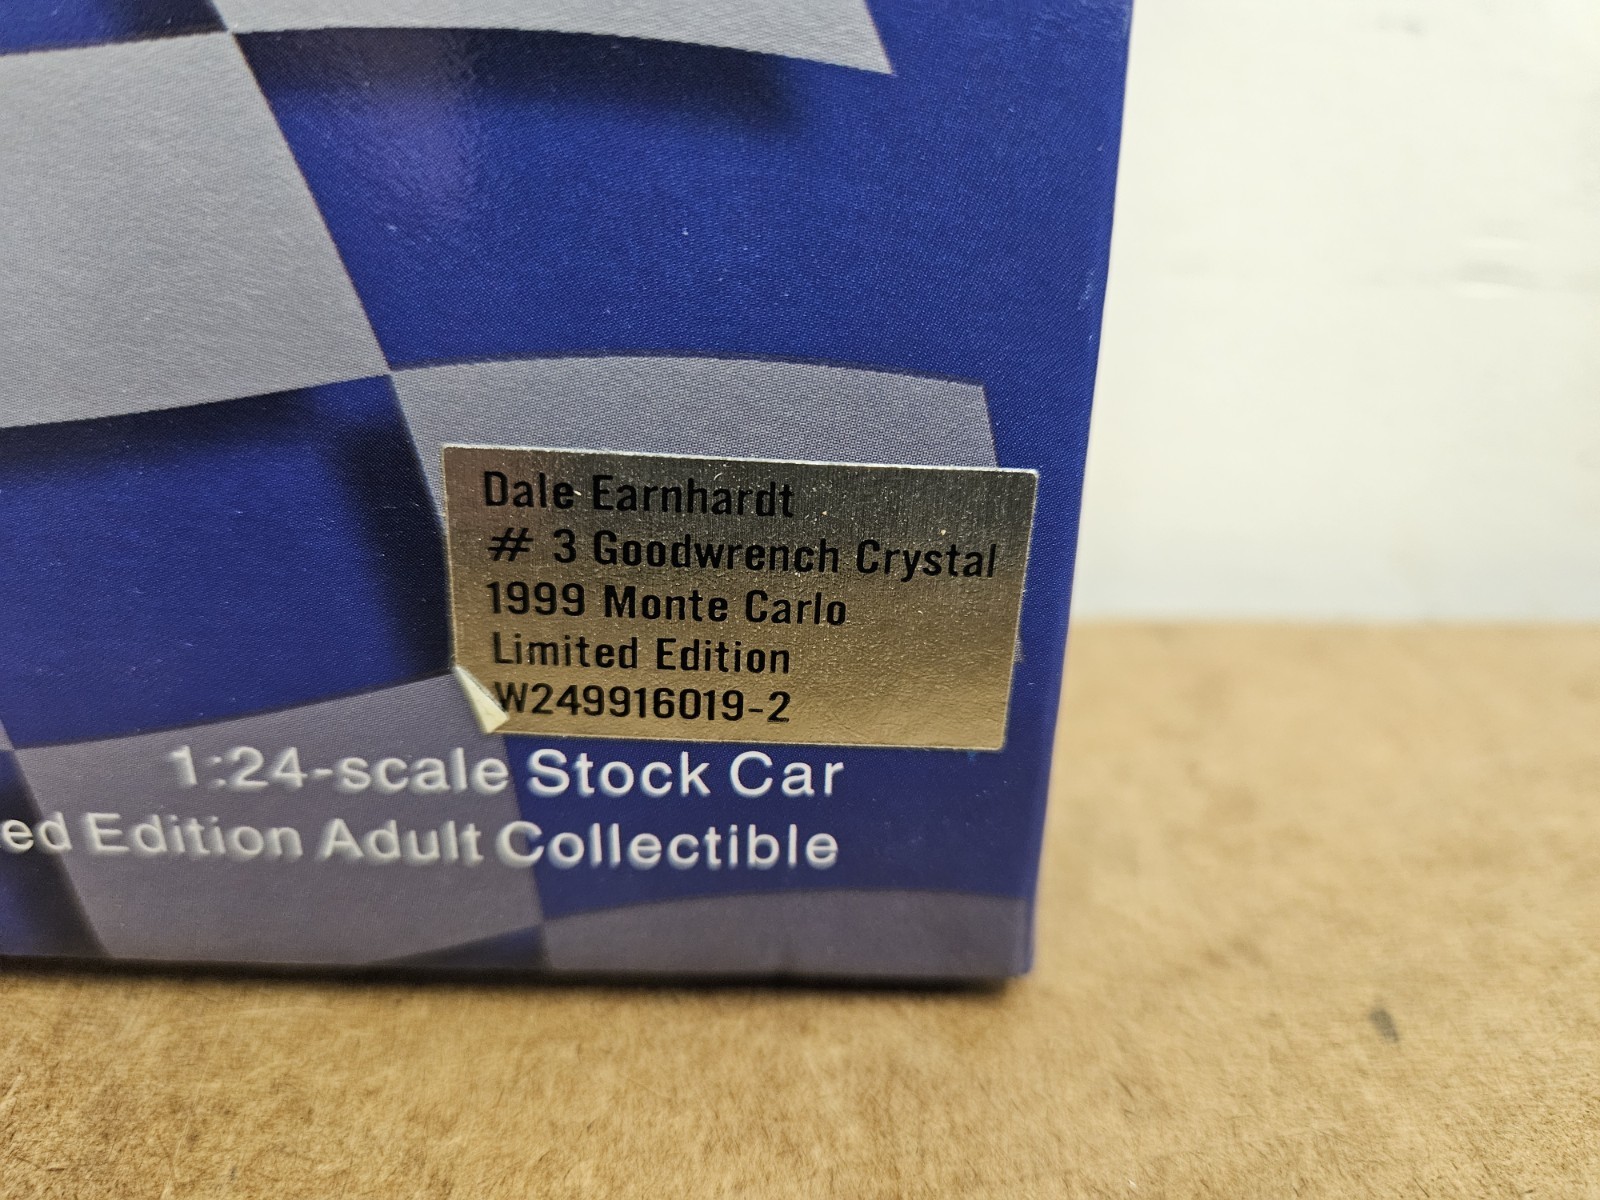 Dale Earnhardt
# 3 Goodwrench Crystal
1999 Monte Carlo
Limited Edition
W249916019-2
1:24-scale Stock Car
ed Edition Adult Collectible